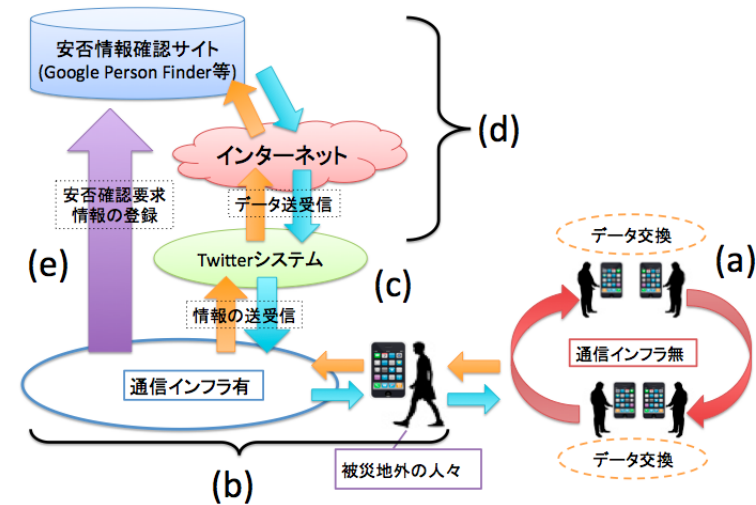 安否情報確認サイト
(Google Person Finder等)
(d)
インターネット
安否確認要求
情報の登録
データ送受信
データ交換
(e)
Twitterシステム
(c)
(a)
情報の送受信
通信インフラ無
通信インフラ有
データ交換
被災地外の人々
(b)